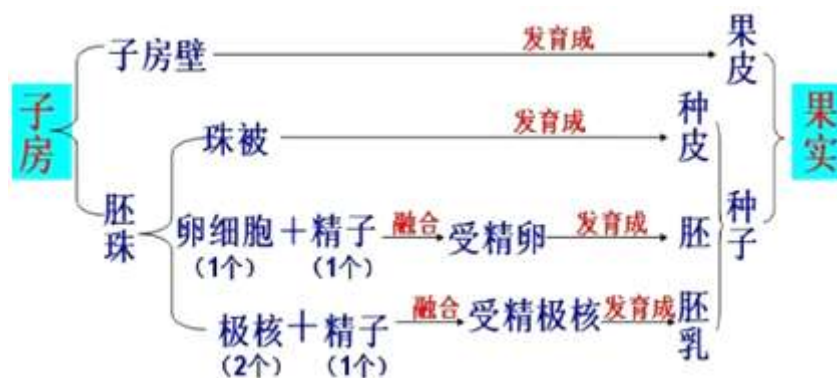 子房壁 发育成 果皮
子房 果实
珠被 发育成 种皮
胚珠 种子
卵细胞＋精子 融合 受精卵 发育成 胚
（1个） （1个）
极核＋精子 融合 受精极核 发育成 胚乳
（2个） （1个）